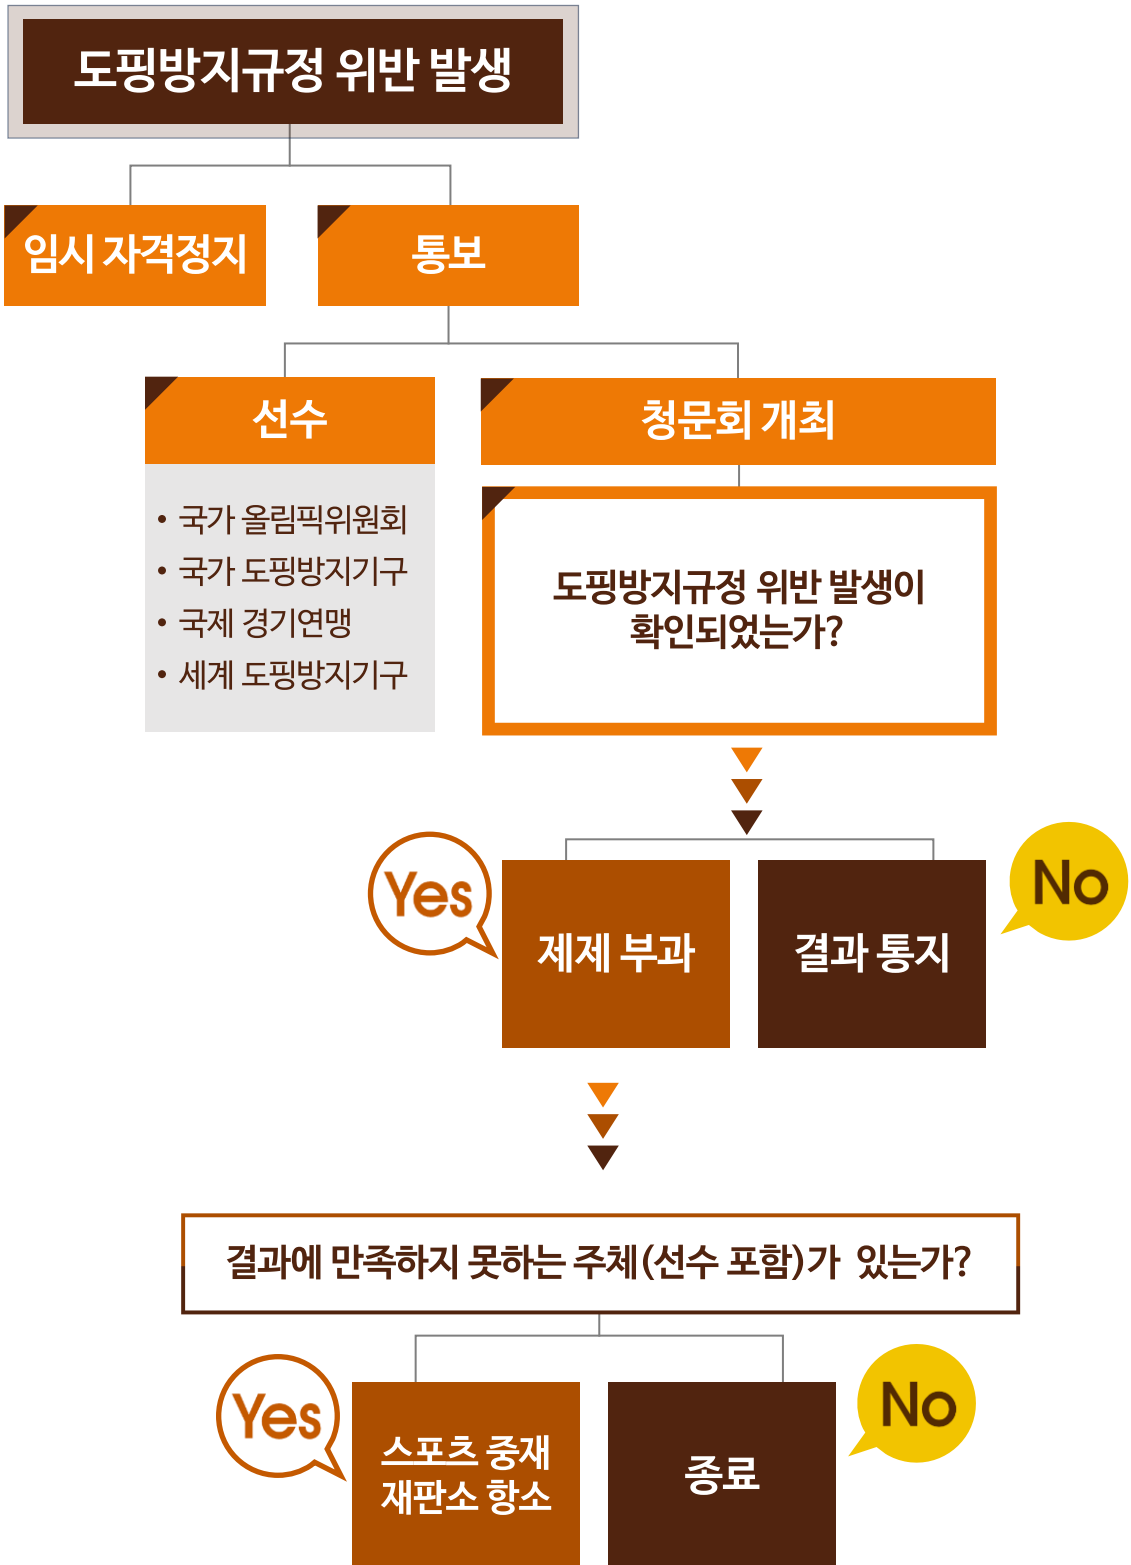 도핑방지규정 위반 발생
임시 자격정지
통보
선수
• 국가 올림픽위원회
• 국가 도핑방지기구
• 국제 경기연맹
• 세계 도핑방지기구
청문회 개최
도핑방지규정 위반 발생이
확인되었는가?
Yes
제제 부과
결과 통지
No
결과에 만족하지 못하는 주체(선수 포함)가 있는가?
Yes
스포츠 중재
재판소 항소
종료
No